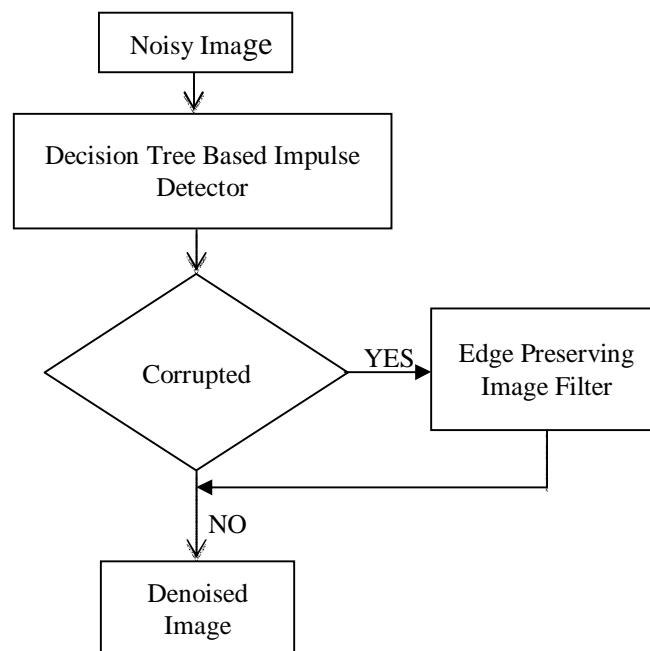 Noisy Image
Decision Tree Based Impulse
Detector
Corrupted
YES
Edge Preserving
Image Filter
NO
Denoised
Image